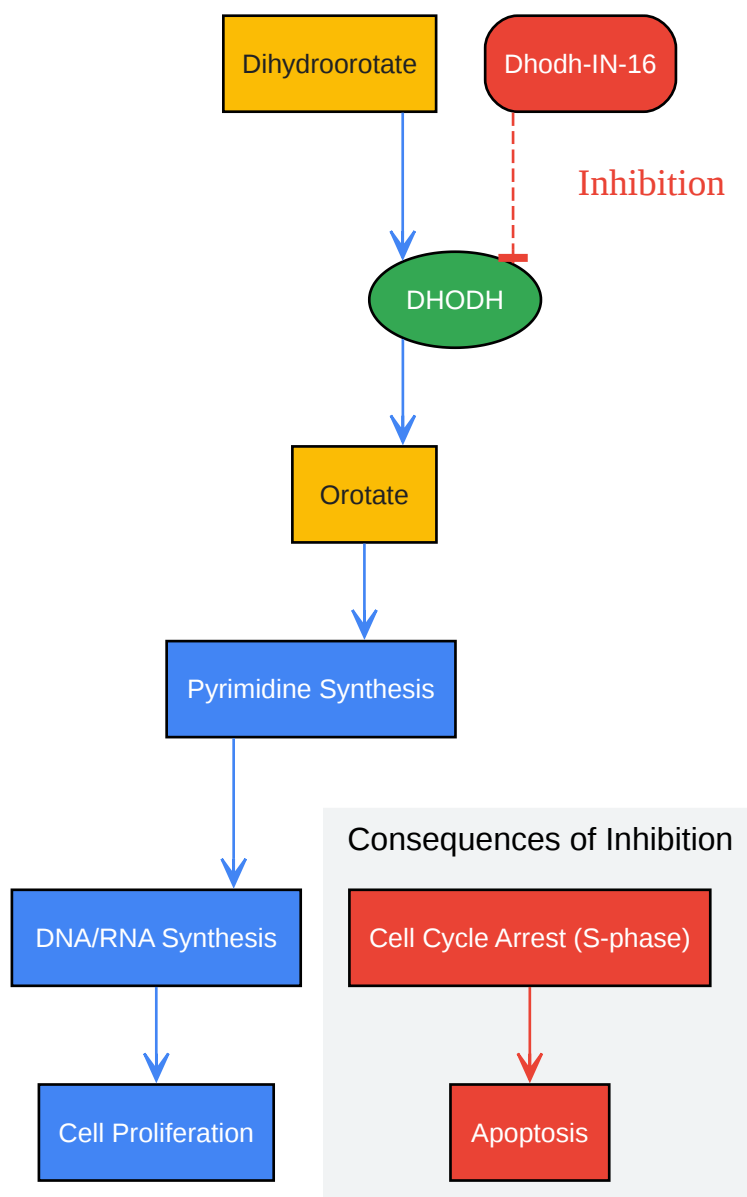 Dihydroorotate
Dhodh-IN-16
Inhibition
DHODH
Orotate
Pyrimidine Synthesis
Consequences of Inhibition
DNA/RNA Synthesis
Cell Cycle Arrest (S-phase)
Cell Proliferation
Apoptosis